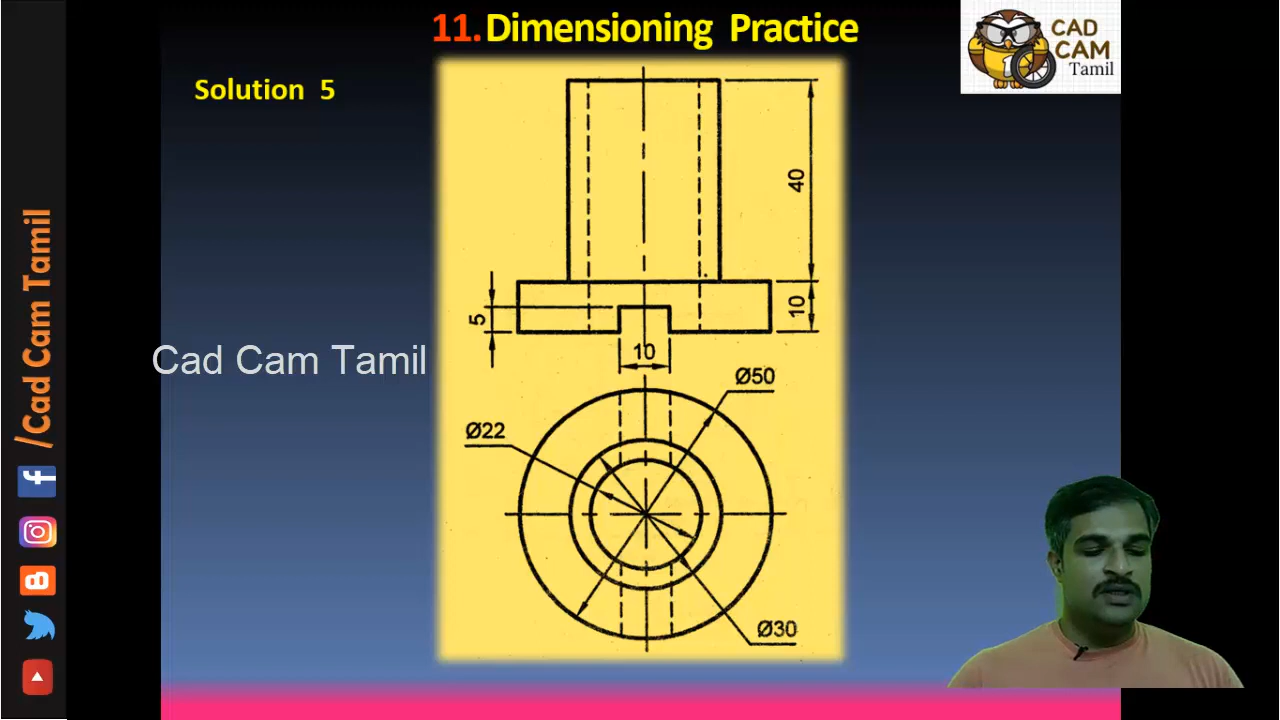 11. Dimensioning Practice
CAD
CAM
Tamil
Solution 5
40
10
5
10
Ø50
Ø22
Ø30
Cad Cam Tamil
/Cad Cam Tamil